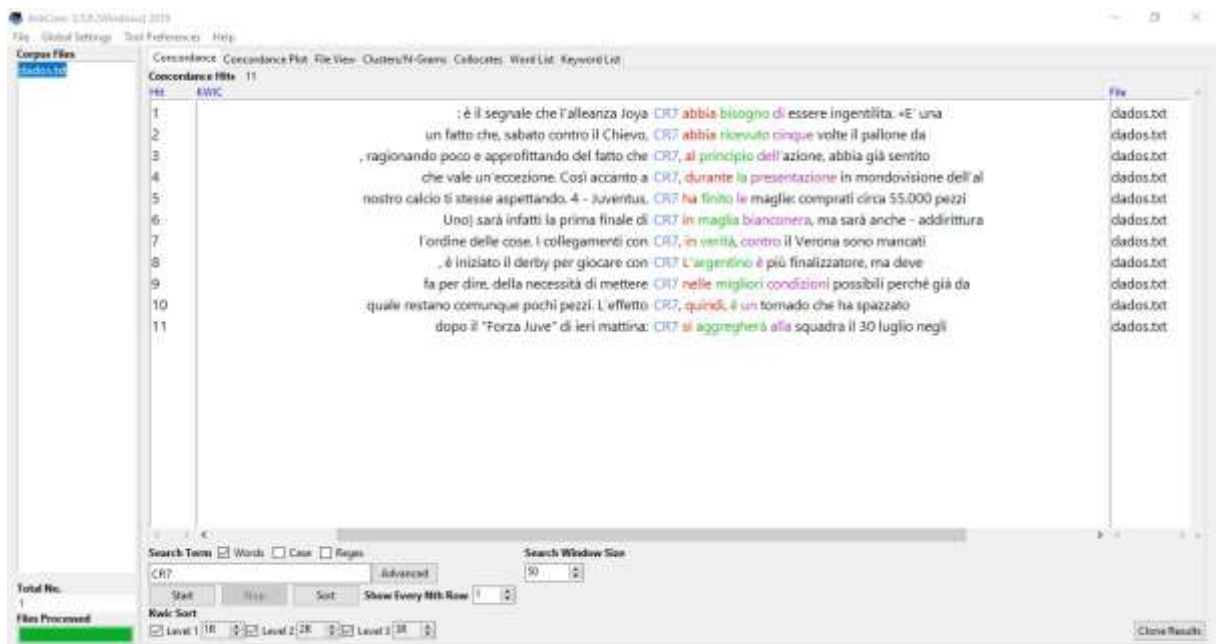 AntConc 3.5.8 (Windows) 2019
File Global Settings Tool Preferences Help
Corpus Files
dados.txt
Concordance Concordance Plot File View Clusters/N-Grams Collocates Word List Keyword List
Concordance Hits 11
Hit KWIC File
1 : è il segnale che l'alleanza Joya CR7 abbia bisogno di essere ingentilita. «E' una dados.txt
2 un fatto che, sabato contro il Chievo, CR7 abbia ricevuto cinque volte il pallone da dados.txt
3 , ragionando poco e approfittando del fatto che CR7, al principio dell'azione, abbia già sentito dados.txt
4 che vale un'eccezione. Così accanto a CR7, durante la presentazione in mondovisione dell'al dados.txt
5 nostro calcio ti stesse aspettando. 4 - Juventus, CR7 ha finito le maglie: comprati circa 55.000 pezzi dados.txt
6 Uno) sarà infatti la prima finale di CR7 in maglia bianconera, ma sarà anche - addirittura dados.txt
7 l'ordine delle cose. I collegamenti con CR7, in verità, contro il Verona sono mancati dados.txt
8 , è iniziato il derby per giocare con CR7 L'argentino è più finalizzatore, ma deve dados.txt
9 fa per dire, della necessità di mettere CR7 nelle migliori condizioni possibili perché già da dados.txt
10 quale restano comunque pochi pezzi. L'effetto CR7, quindi, è un tornado che ha spazzato dados.txt
11 dopo il "Forza Juve" di ieri mattina: CR7 si aggregherà alla squadra il 30 luglio negli dados.txt
Search Term Words Case Regex Search Window Size
CR7 Advanced 50
Start Stop Sort Show Every Nth Row 1
Kwic Sort
Level 1 1R Level 2 2R Level 3 3R Clone Results
Total No.
1
Files Processed